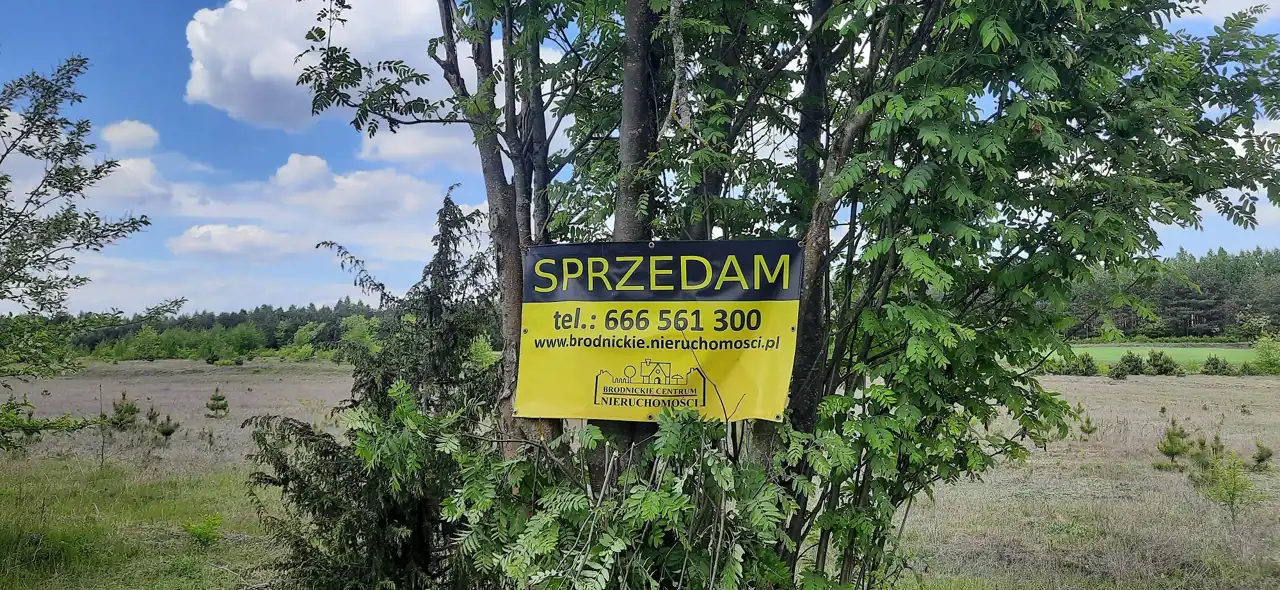 SPRZEDAM
tel.: 666 561 300
www.brodnickie.nieruchomosci.pl
BRODNICKIE CENTRUM
NIERUCHOMOŚCI